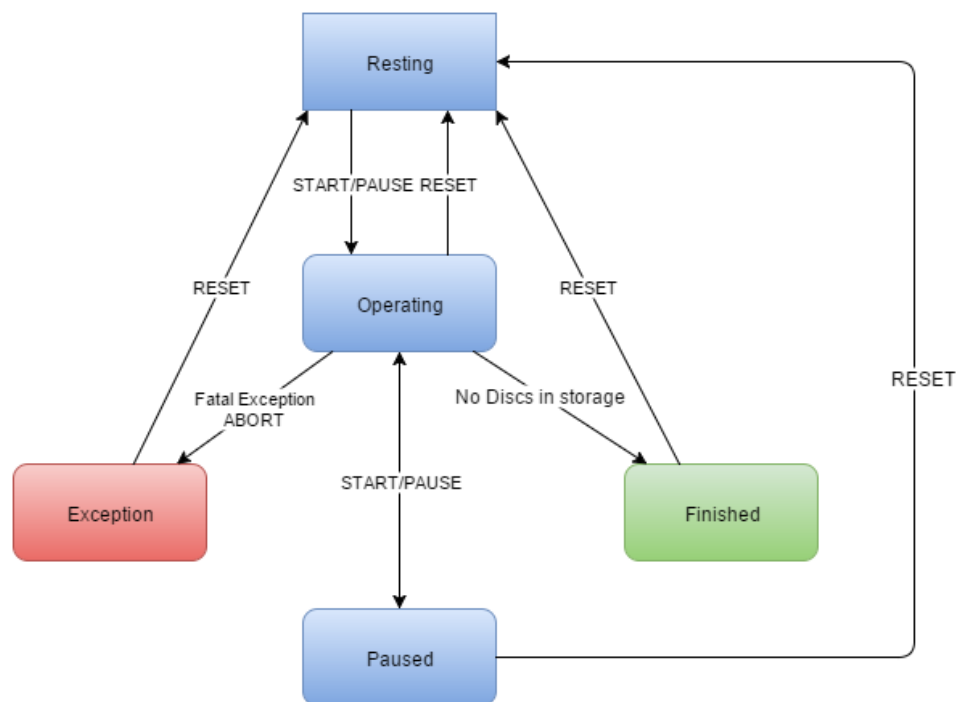 Resting
START/PAUSE RESET
RESET
Operating
RESET
Fatal Exception
ABORT
No Discs in storage
RESET
START/PAUSE
Exception
Finished
Paused